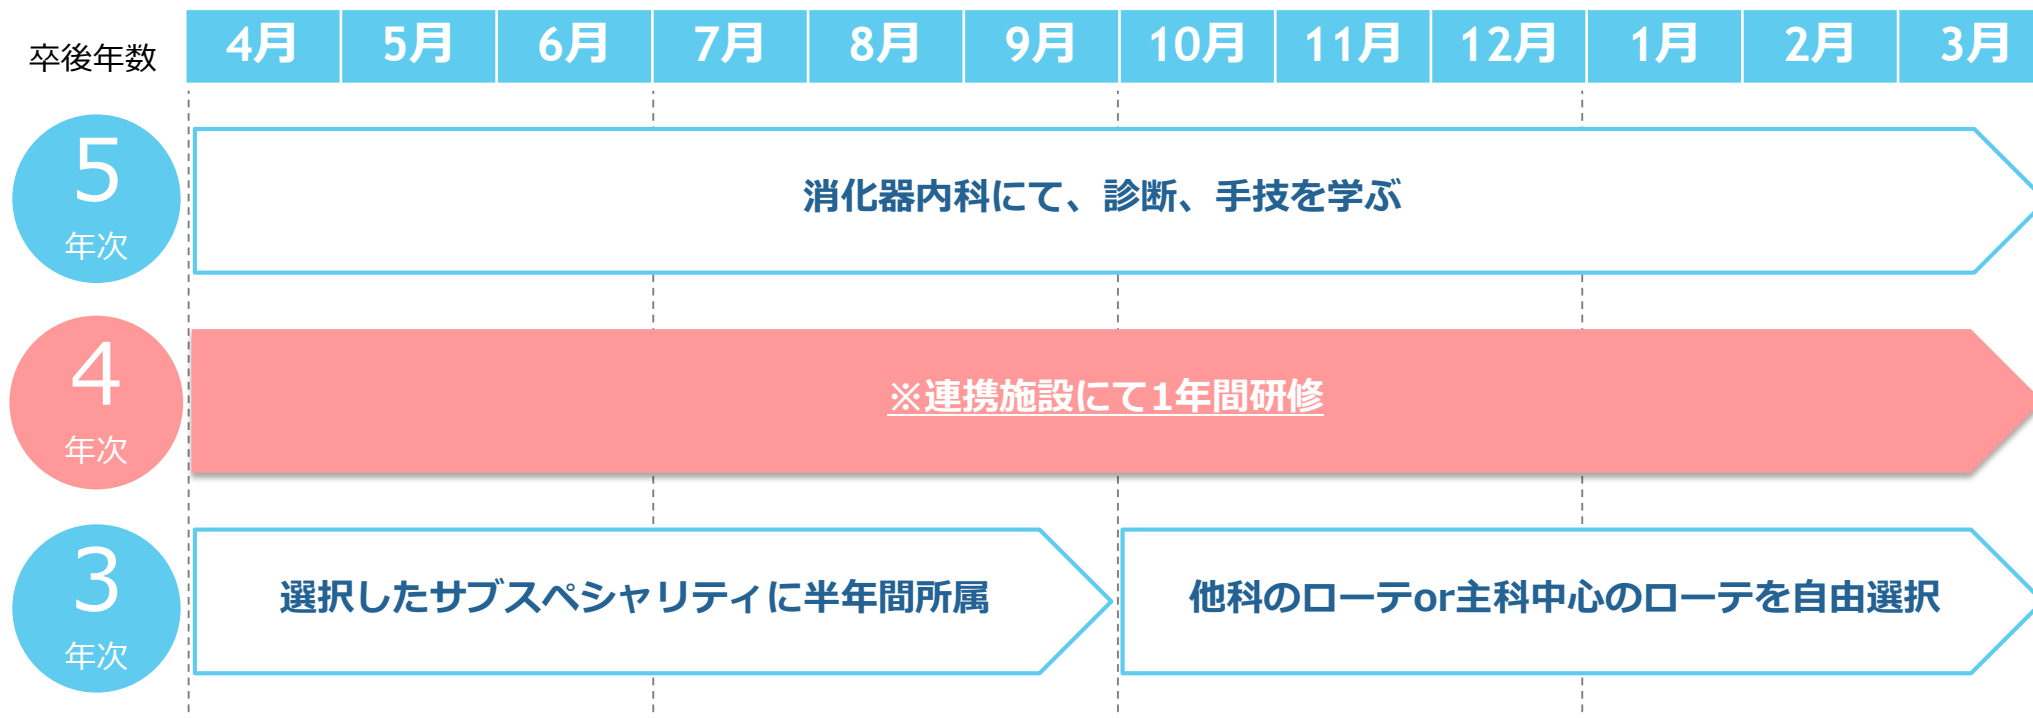 卒後年数
4月 5月 6月 7月 8月 9月 10月 11月 12月 1月 2月 3月
5
年次
消化器内科にて、診断、手技を学ぶ
4
年次
※連携施設にて1年間研修
3
年次
選択したサブスペシャリティに半年間所属
他科のローテor主科中心のローテを自由選択